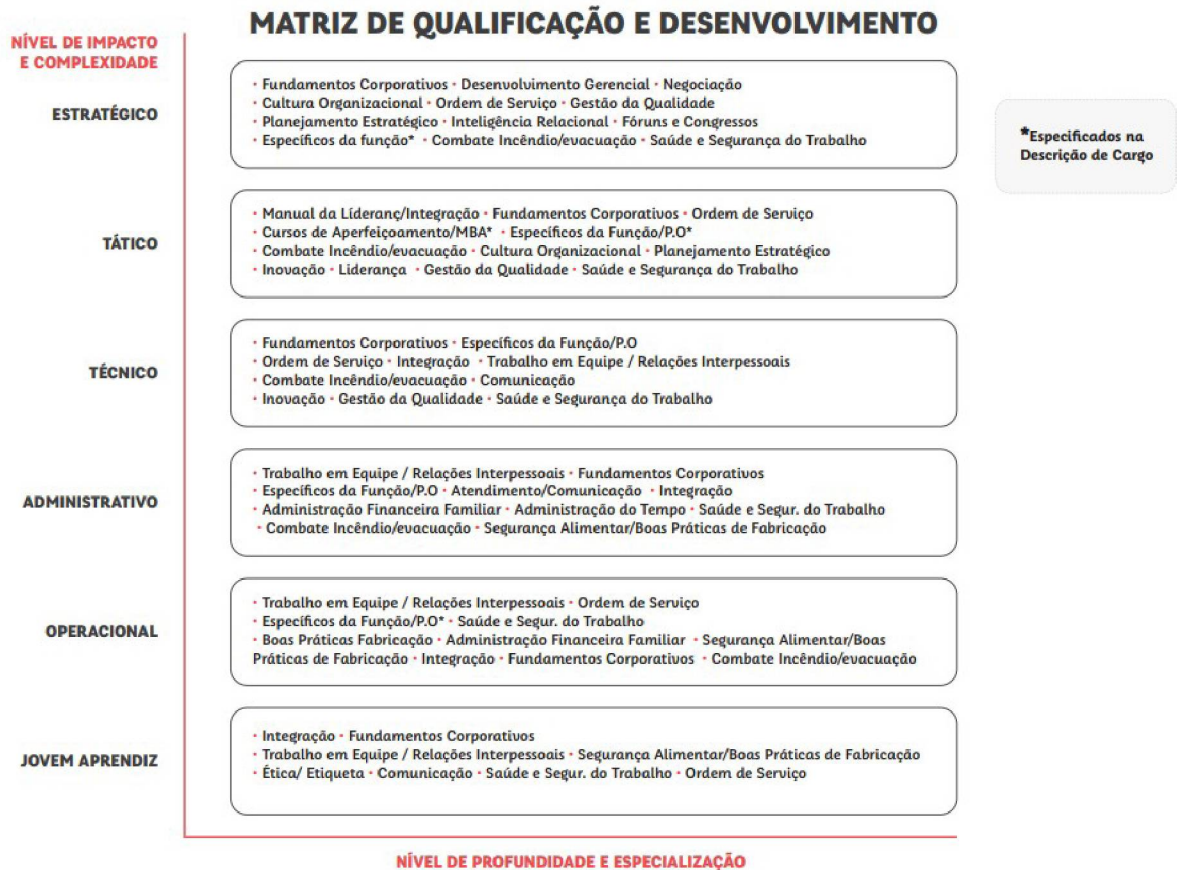 MATRIZ DE QUALIFICAÇÃO E DESENVOLVIMENTO
NÍVEL DE IMPACTO
E COMPLEXIDADE
ESTRATÉGICO
• Fundamentos Corporativos • Desenvolvimento Gerencial • Negociação
• Cultura Organizacional • Ordem de Serviço • Gestão da Qualidade
• Planejamento Estratégico • Inteligência Relacional • Fóruns e Congressos
• Específicos da função* • Combate Incêndio/evacuação • Saúde e Segurança do Trabalho
*Especificados na
Descrição de Cargo
TÁTICO
• Manual da Líderanç/Integração • Fundamentos Corporativos • Ordem de Serviço
• Cursos de Aperfeiçoamento/MBA* • Específicos da Função/P.O*
• Combate Incêndio/evacuação • Cultura Organizacional • Planejamento Estratégico
• Inovação • Liderança • Gestão da Qualidade • Saúde e Segurança do Trabalho
TÉCNICO
• Fundamentos Corporativos • Específicos da Função/P.O
• Ordem de Serviço • Integração • Trabalho em Equipe / Relações Interpessoais
• Combate Incêndio/evacuação • Comunicação
• Inovação • Gestão da Qualidade • Saúde e Segurança do Trabalho
ADMINISTRATIVO
• Trabalho em Equipe / Relações Interpessoais • Fundamentos Corporativos
• Específicos da Função/P.O • Atendimento/Comunicação • Integração
• Administração Financeira Familiar • Administração do Tempo • Saúde e Segur. do Trabalho
• Combate Incêndio/evacuação • Segurança Alimentar/Boas Práticas de Fabricação
OPERACIONAL
• Trabalho em Equipe / Relações Interpessoais • Ordem de Serviço
• Específicos da Função/P.O* • Saúde e Segur. do Trabalho
• Boas Práticas Fabricação • Administração Financeira Familiar • Segurança Alimentar/Boas
Práticas de Fabricação • Integração • Fundamentos Corporativos • Combate Incêndio/evacuação
JOVEM APRENDIZ
• Integração • Fundamentos Corporativos
• Trabalho em Equipe / Relações Interpessoais • Segurança Alimentar/Boas Práticas de Fabricação
• Ética/ Etiqueta • Comunicação • Saúde e Segur. do Trabalho • Ordem de Serviço
NÍVEL DE PROFUNDIDADE E ESPECIALIZAÇÃO